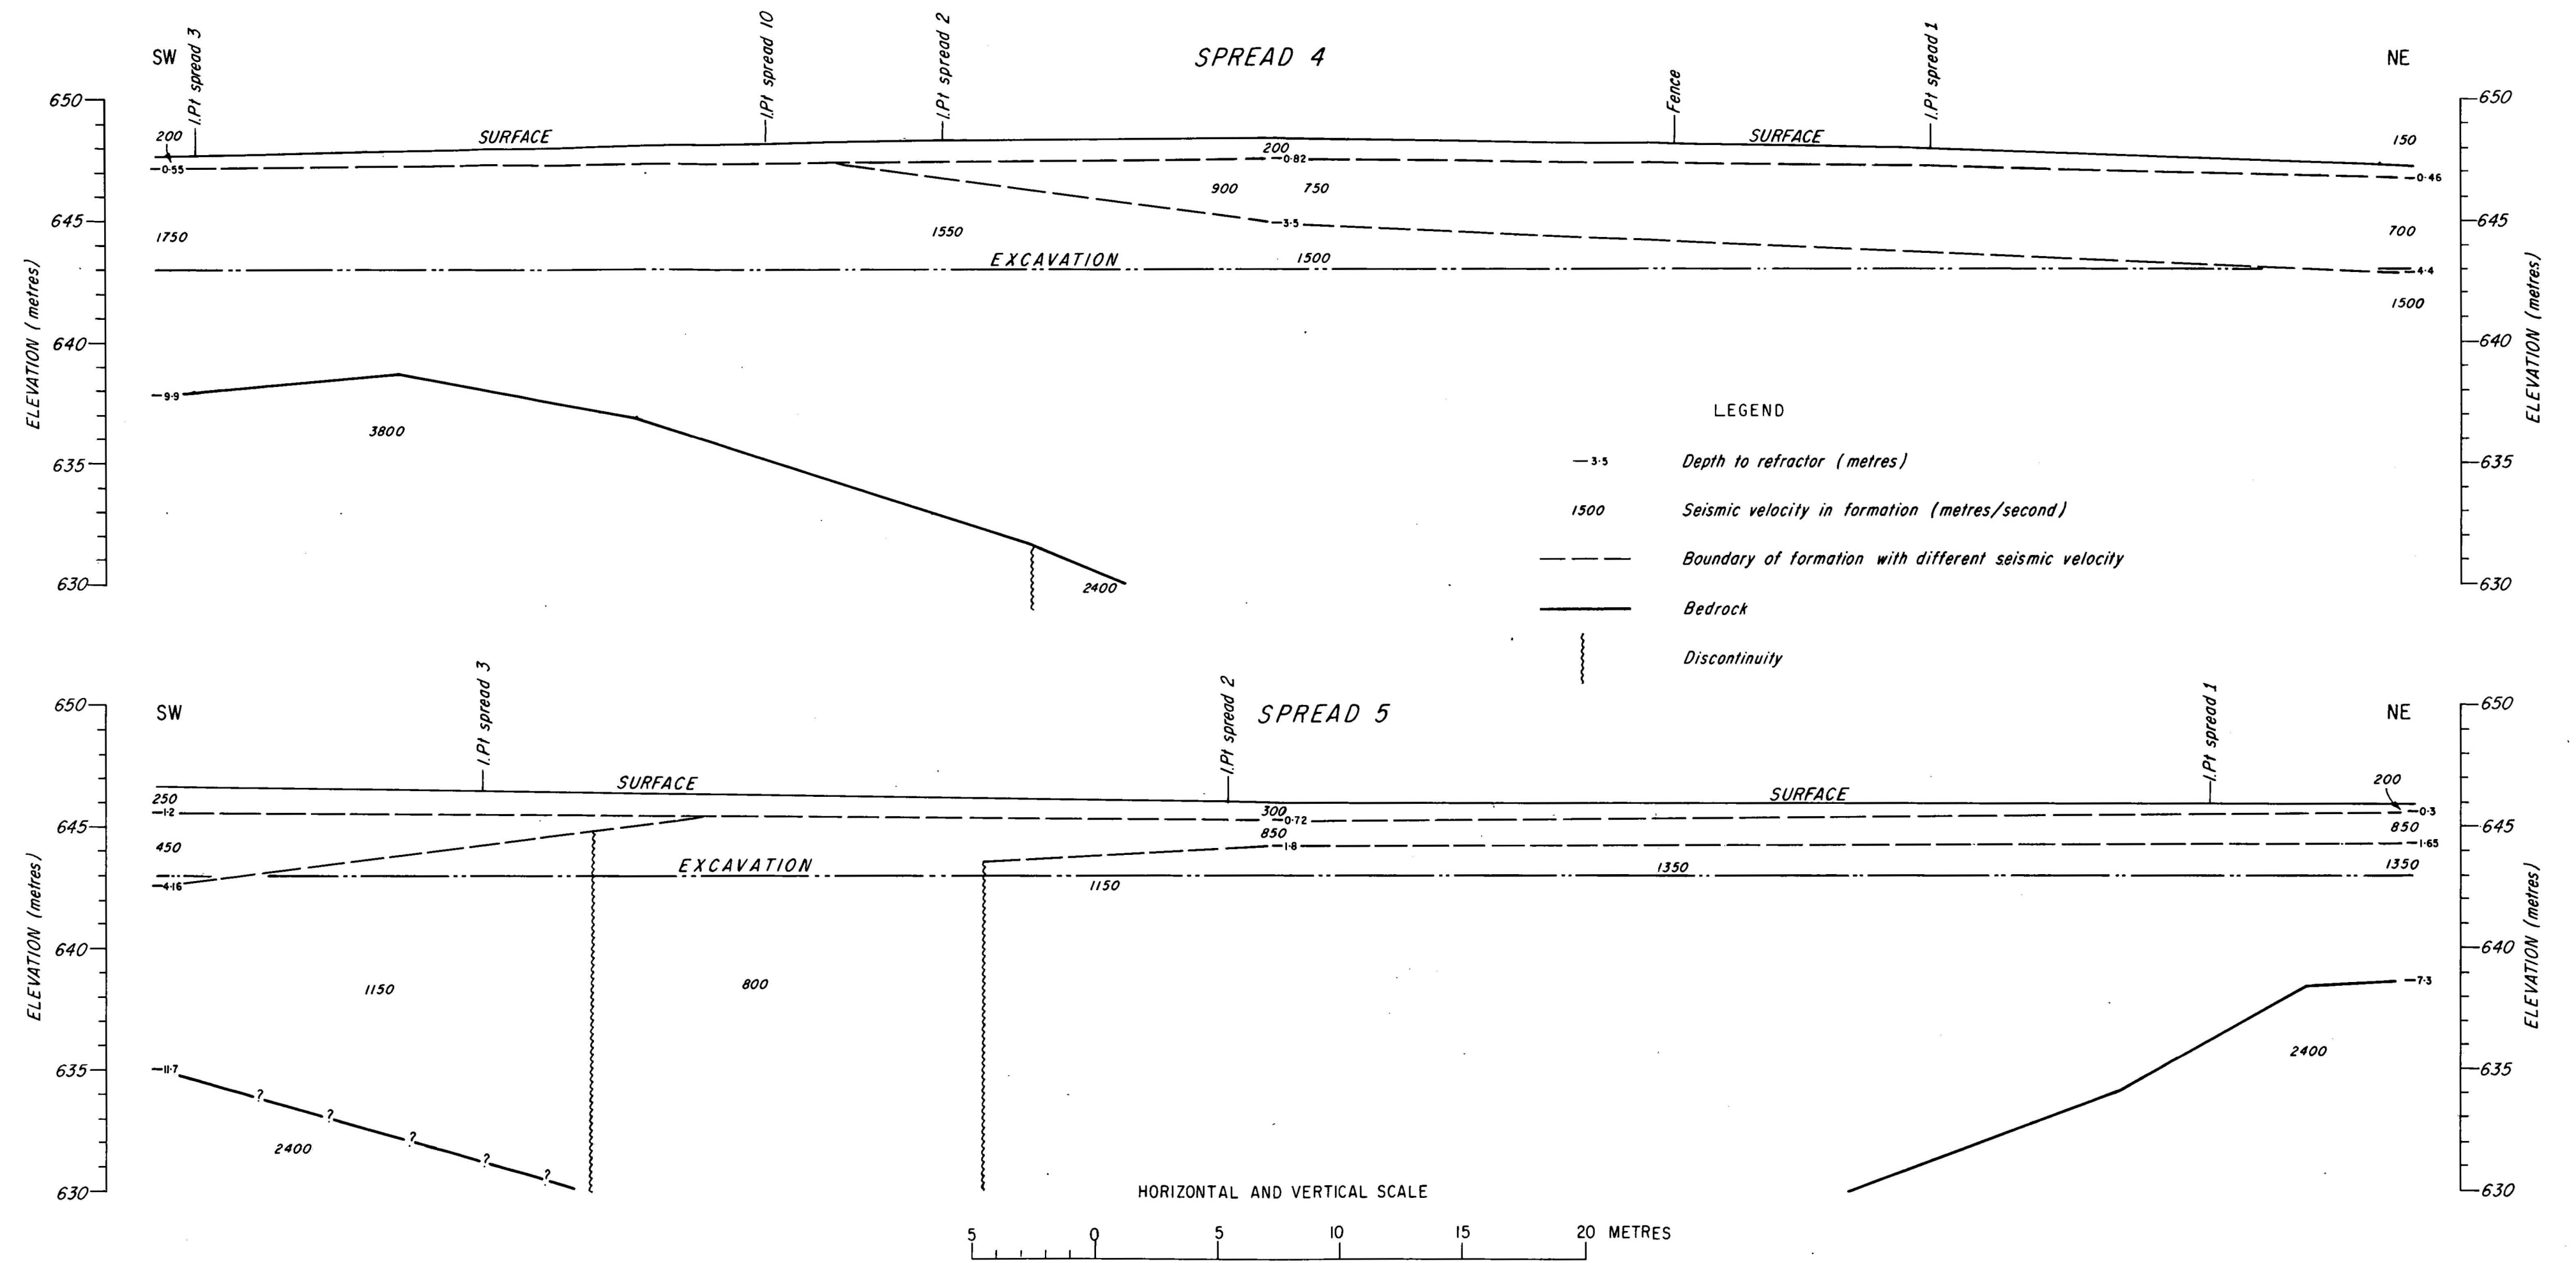 SPREAD 4
SW
NE
I.Pt spread 3
I.Pt spread 10
I.Pt spread 2
Fence
I.Pt spread 1
650
650
200
SURFACE
SURFACE
150
200
0·55
0·82
0·46
900
750
645
645
3·5
1750
1550
700
EXCAVATION
1500
4·4
1500
640
640
ELEVATION (metres)
ELEVATION (metres)
9·9
3800
635
635
630
630
2400
LEGEND
3·5
Depth to refractor (metres)
1500
Seismic velocity in formation (metres/second)
Boundary of formation with different seismic velocity
Bedrock
Discontinuity
SPREAD 5
SW
NE
I.Pt spread 3
I.Pt spread 2
I.Pt spread 1
650
650
SURFACE
SURFACE
200
250
300
1·2
0·72
0·3
645
645
850
850
450
1·8
1·65
EXCAVATION
1350
1350
4·16
1150
640
640
ELEVATION (metres)
ELEVATION (metres)
1150
800
7·3
635
635
11·7
2400
? ? ? ? ?
2400
630
630
HORIZONTAL AND VERTICAL SCALE
5 0 5 10 15 20 METRES